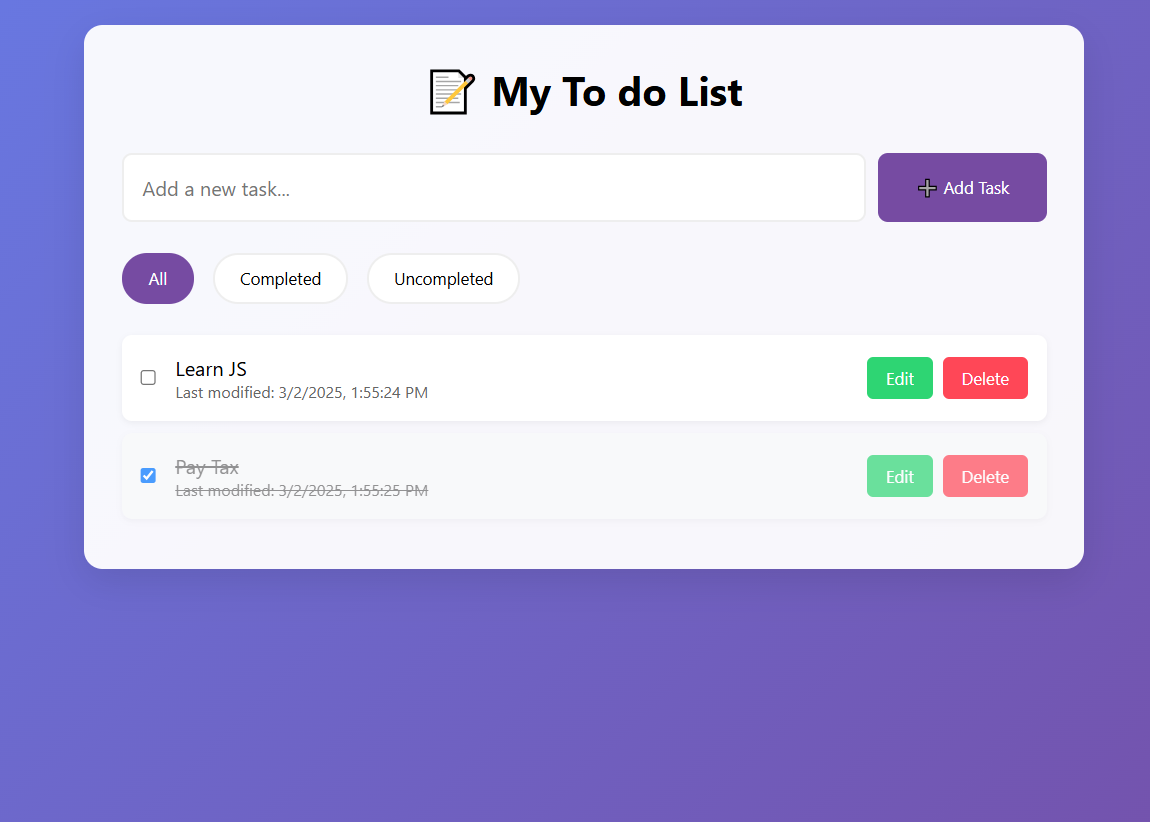 📝 My To do List
Add a new task...
➕ Add Task
All
Completed
Uncompleted
Learn JS
Last modified: 3/2/2025, 1:55:24 PM
Edit
Delete
Pay Tax
Last modified: 3/2/2025, 1:55:25 PM
Edit
Delete